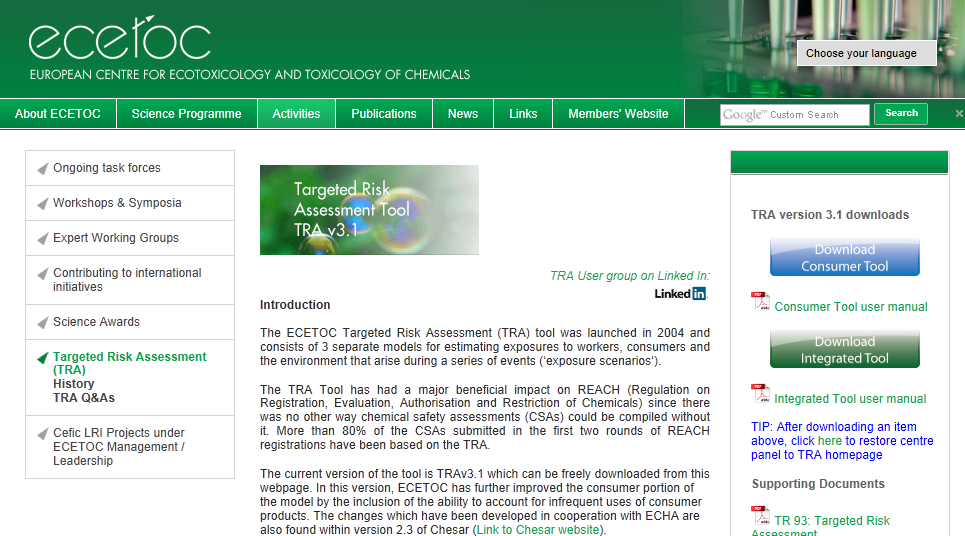 ecetoc
EUROPEAN CENTRE FOR ECOTOXICOLOGY AND TOXICOLOGY OF CHEMICALS
Choose your language
About ECETOC
Science Programme
Activities
Publications
News
Links
Members' Website
Google™ Custom Search
Search
×
Ongoing task forces
Workshops & Symposia
Expert Working Groups
Contributing to international
initiatives
Science Awards
Targeted Risk Assessment
(TRA)
History
TRA Q&As
Cefic LRI Projects under
ECETOC Management /
Leadership
Targeted Risk
Assessment Tool
TRA v3.1
TRA User group on Linked In:
Linked in
Introduction
The ECETOC Targeted Risk Assessment (TRA) tool was launched in 2004 and
consists of 3 separate models for estimating exposures to workers, consumers and
the environment that arise during a series of events (‘exposure scenarios‘).
The TRA Tool has had a major beneficial impact on REACH (Regulation on
Registration, Evaluation, Authorisation and Restriction of Chemicals) since there
was no other way chemical safety assessments (CSAs) could be compiled without
it. More than 80% of the CSAs submitted in the first two rounds of REACH
registrations have been based on the TRA.
The current version of the tool is TRAv3.1 which can be freely downloaded from this
webpage. In this version, ECETOC has further improved the consumer portion of
the model by the inclusion of the ability to account for infrequent uses of consumer
products. The changes which have been developed in cooperation with ECHA are
also found within version 2.3 of Chesar (Link to Chesar website).
TRA version 3.1 downloads
Download
Consumer Tool
PDF
Consumer Tool user manual
Download
Integrated Tool
PDF
Integrated Tool user manual
TIP: After downloading an item
above, click here to restore centre
panel to TRA homepage
Supporting Documents
PDF
TR 93: Targeted Risk
Assessment